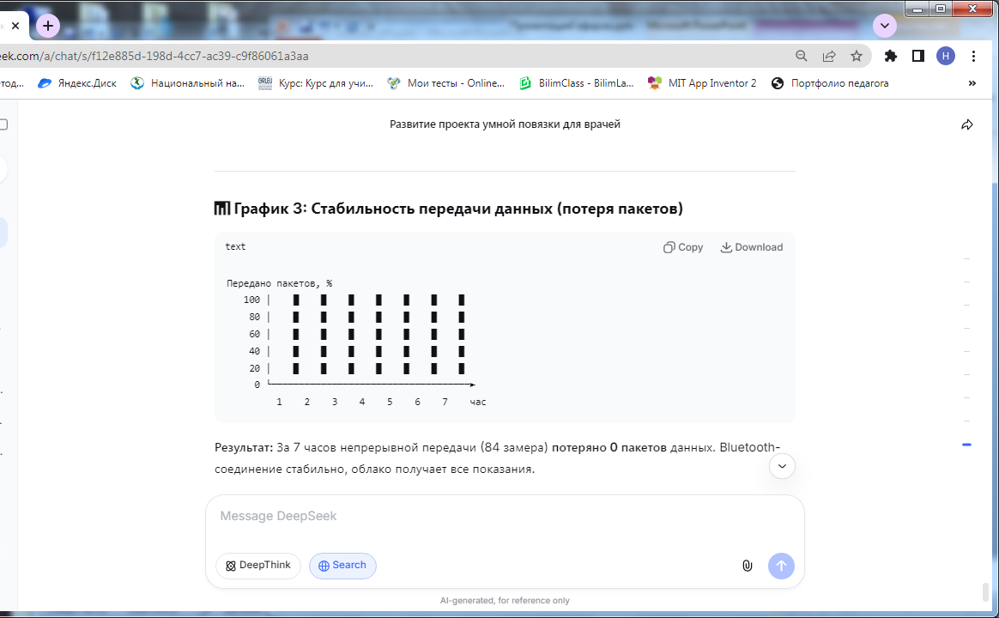 ek.com/a/chat/s/f12e885d-198d-4cc7-ac39-c9f86061a3aa
H
тод... Яндекс.Диск Национальный на... Курс: Курс для учи... Мои тесты - Online... BilimClass - BilimLa... MIT App Inventor 2 Портфолио педагога »
Развитие проекта умной повязки для врачей
График 3: Стабильность передачи данных (потеря пакетов)
text Copy Download
Передано пакетов, %
100
80
60
40
20
0
1 2 3 4 5 6 7 час
Результат: За 7 часов непрерывной передачи (84 замера) потеряно 0 пакетов данных. Bluetooth-
соединение стабильно, облако получает все показания.
Message DeepSeek
DeepThink Search
AI-generated, for reference only